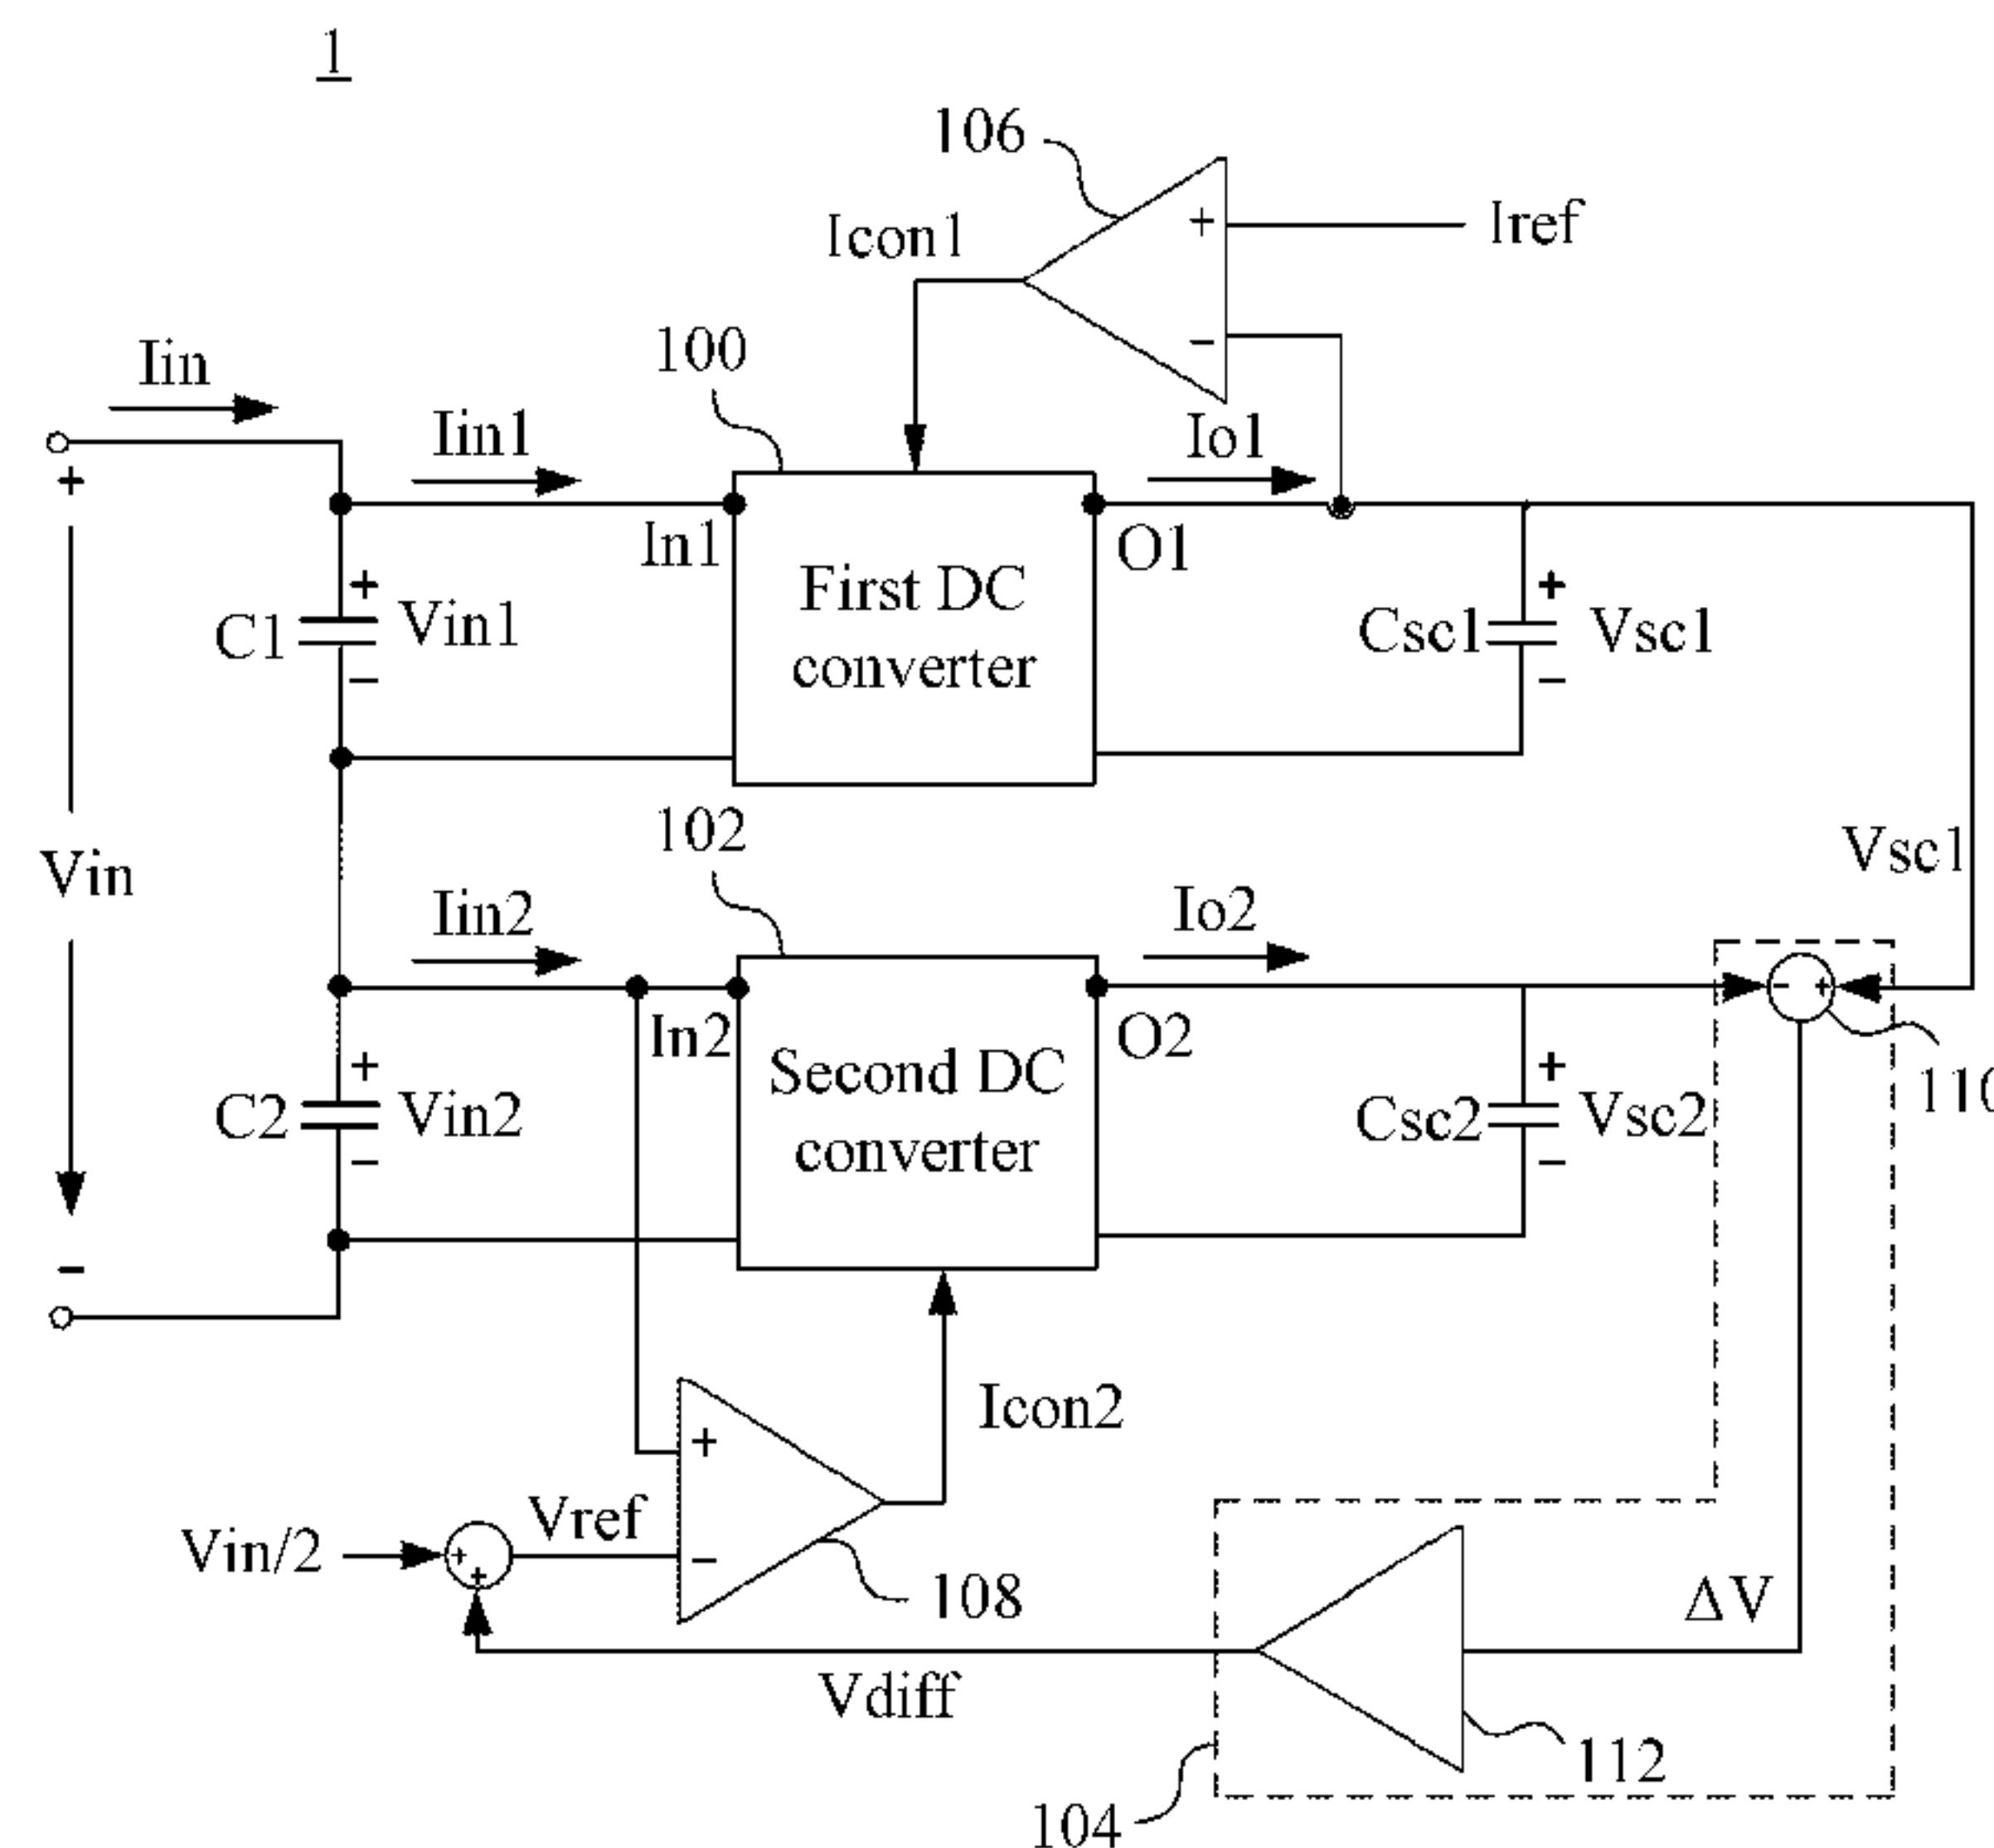 1
106
Icon1
+
Iref
100
−
Iin
Iin1
Io1
+
In1
O1
First DC
converter
+
C1
Vin1
−
+
Csc1
Vsc1
−
102
Vin
Vsc1
Iin2
Io2
In2
O2
- +
Second DC
converter
+
C2
Vin2
−
+
Csc2
Vsc2
−
110
−
Icon2
+
Vref
Vin/2
+
+
−
108
ΔV
Vdiff
112
104